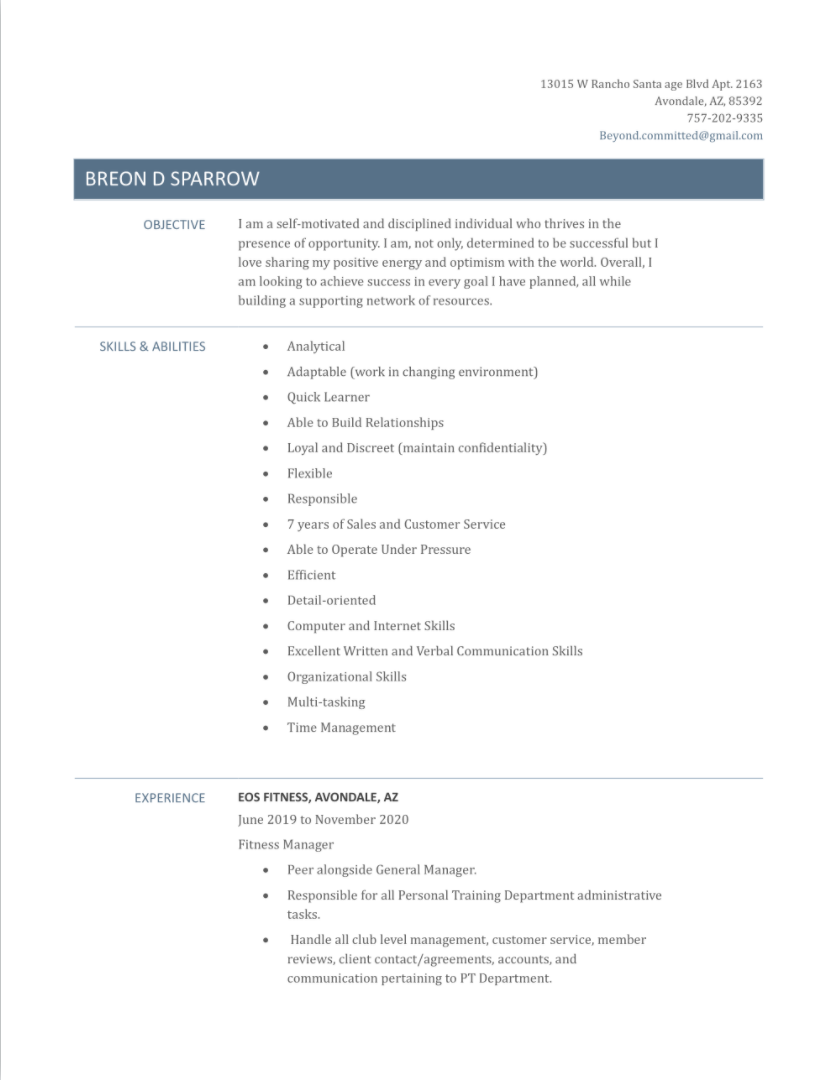 13015 W Rancho Santa age Blvd Apt. 2163
Avondale, AZ, 85392
757-202-9335
Beyond.committed@gmail.com
BREON D SPARROW
OBJECTIVE
I am a self-motivated and disciplined individual who thrives in the
presence of opportunity. I am, not only, determined to be successful but I
love sharing my positive energy and optimism with the world. Overall, I
am looking to achieve success in every goal I have planned, all while
building a supporting network of resources.
SKILLS & ABILITIES
• Analytical
• Adaptable (work in changing environment)
• Quick Learner
• Able to Build Relationships
• Loyal and Discreet (maintain confidentiality)
• Flexible
• Responsible
• 7 years of Sales and Customer Service
• Able to Operate Under Pressure
• Efficient
• Detail-oriented
• Computer and Internet Skills
• Excellent Written and Verbal Communication Skills
• Organizational Skills
• Multi-tasking
• Time Management
EXPERIENCE
EOS FITNESS, AVONDALE, AZ
June 2019 to November 2020
Fitness Manager
• Peer alongside General Manager.
• Responsible for all Personal Training Department administrative
tasks.
• Handle all club level management, customer service, member
reviews, client contact/agreements, accounts, and
communication pertaining to PT Department.